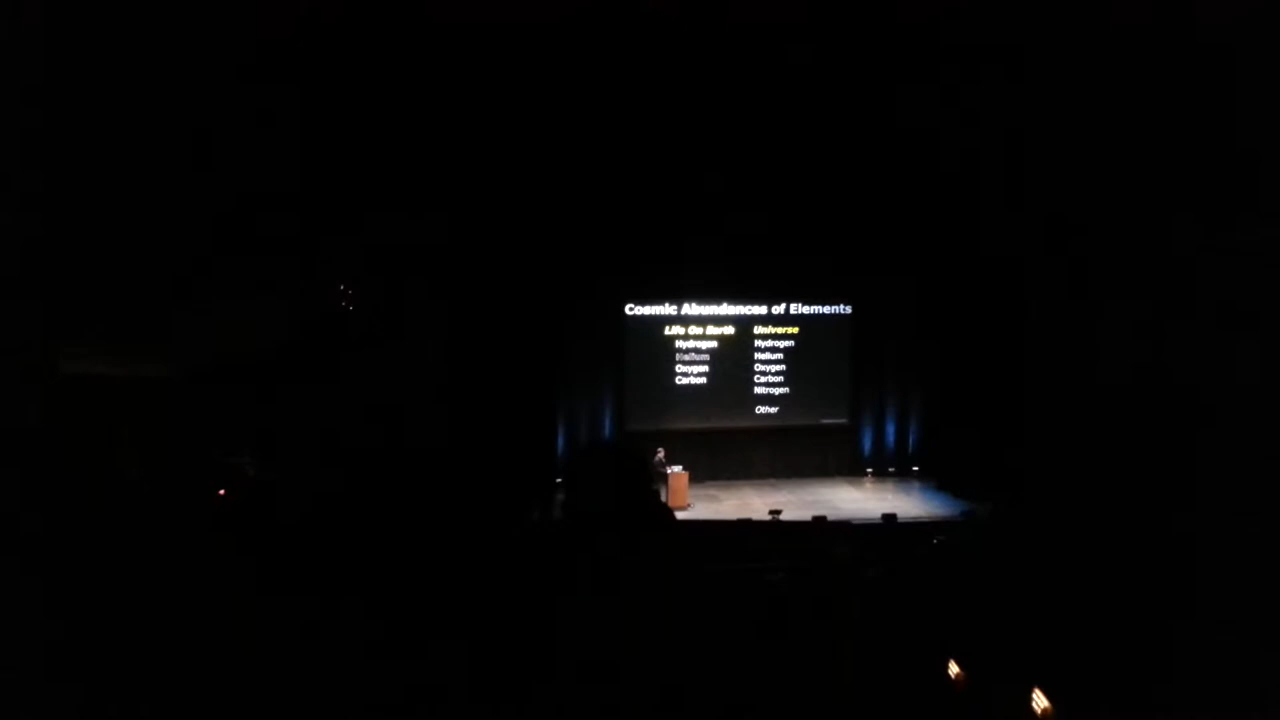 Cosmic Abundances of Elements
Life On Earth
Hydrogen
Helium
Oxygen
Carbon
Universe
Hydrogen
Helium
Oxygen
Carbon
Nitrogen
Other